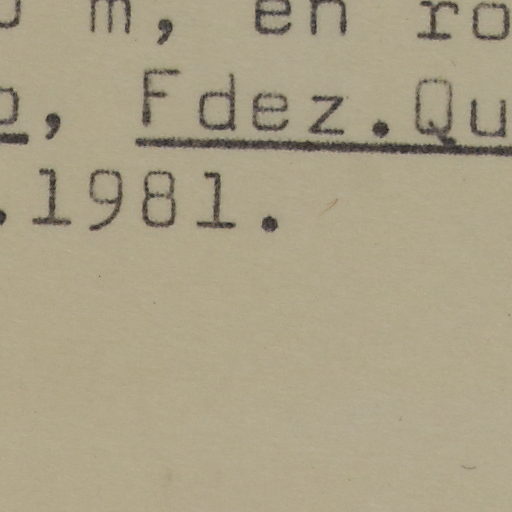 m, en ro
, Fdez.Qu
.1981.